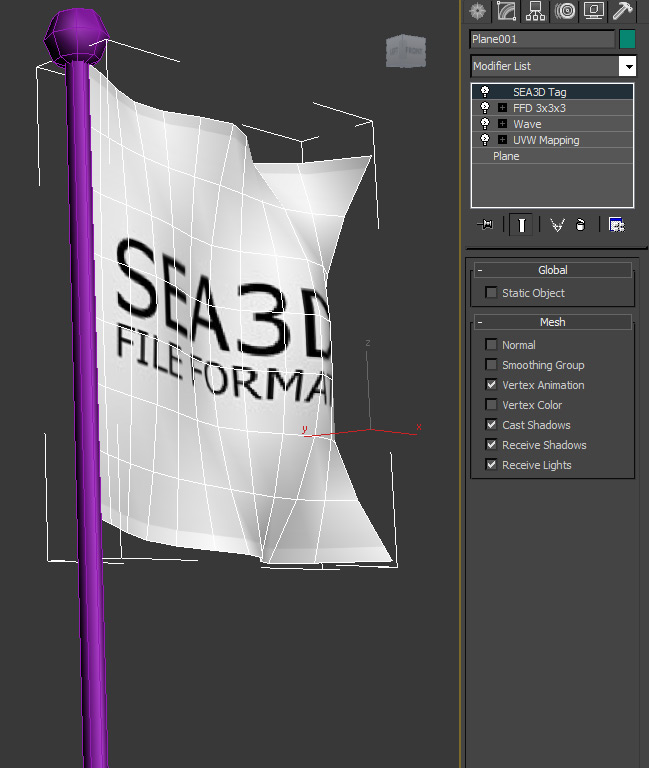 SEA3D
FILE FORMA
z
y
x
Plane001
Modifier List
SEA3D Tag
FFD 3x3x3
Wave
UVW Mapping
Plane
- Global
Static Object
- Mesh
Normal
Smoothing Group
Vertex Animation
Vertex Color
Cast Shadows
Receive Shadows
Receive Lights